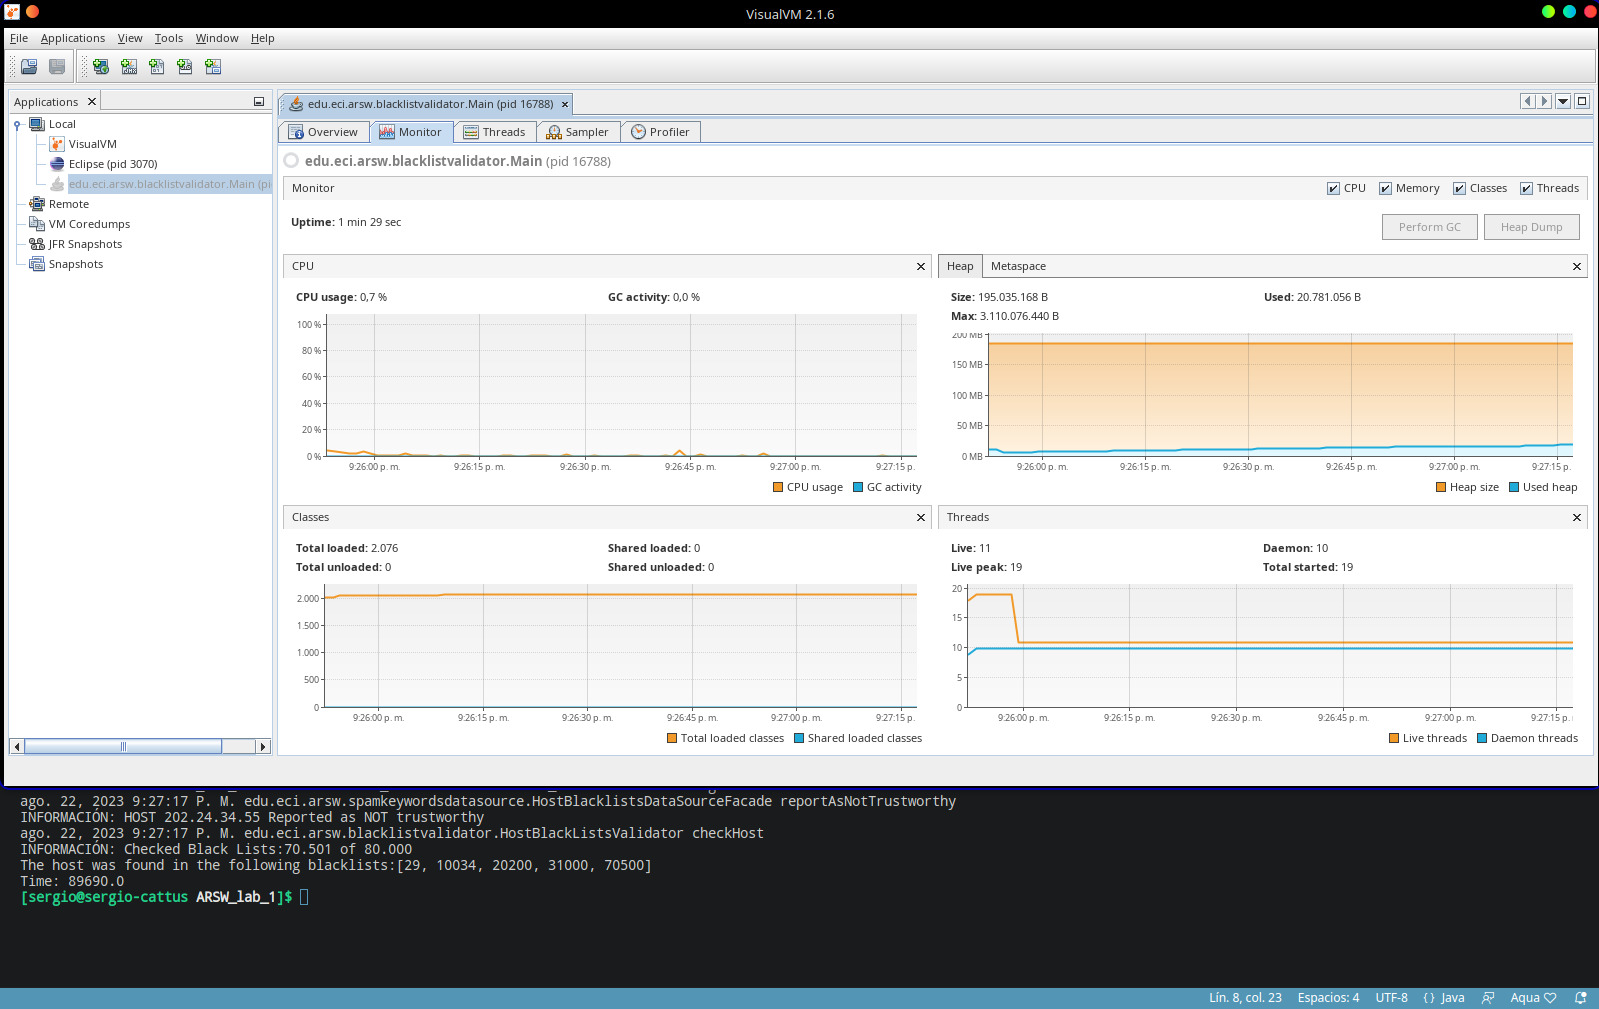 VisualVM 2.1.6
File Applications View Tools Window Help
Applications
Local
VisualVM
Eclipse (pid 3070)
edu.eci.arsw.blacklistvalidator.Main (pi
Remote
VM Coredumps
JFR Snapshots
Snapshots
edu.eci.arsw.blacklistvalidator.Main (pid 16788)
Overview Monitor Threads Sampler Profiler
edu.eci.arsw.blacklistvalidator.Main (pid 16788)
Monitor CPU Memory Classes Threads
Uptime: 1 min 29 sec
Perform GC Heap Dump
CPU
CPU usage: 0,7 % GC activity: 0,0 %
100 %
80 %
60 %
40 %
20 %
0 %
9:26:00 p. m. 9:26:15 p. m. 9:26:30 p. m. 9:26:45 p. m. 9:27:00 p. m. 9:27:15 p.
CPU usage GC activity
Heap Metaspace
Size: 195.035.168 B Used: 20.781.056 B
Max: 3.110.076.440 B
200 MB
150 MB
100 MB
50 MB
0 MB
9:26:00 p. m. 9:26:15 p. m. 9:26:30 p. m. 9:26:45 p. m. 9:27:00 p. m. 9:27:15 p.
Heap size Used heap
Classes
Total loaded: 2.076 Shared loaded: 0
Total unloaded: 0 Shared unloaded: 0
2.000
1.500
1.000
500
0
9:26:00 p. m. 9:26:15 p. m. 9:26:30 p. m. 9:26:45 p. m. 9:27:00 p. m. 9:27:15 p.
Total loaded classes Shared loaded classes
Threads
Live: 11 Daemon: 10
Live peak: 19 Total started: 19
20
15
10
5
0
9:26:00 p. m. 9:26:15 p. m. 9:26:30 p. m. 9:26:45 p. m. 9:27:00 p. m. 9:27:15 p.
Live threads Daemon threads
ago. 22, 2023 9:27:17 P. M. edu.eci.arsw.spamkeywordsdatasource.HostBlacklistsDataSourceFacade reportAsNotTrustworthy
INFORMACIÓN: HOST 202.24.34.55 Reported as NOT trustworthy
ago. 22, 2023 9:27:17 P. M. edu.eci.arsw.blacklistvalidator.HostBlackListsValidator checkHost
INFORMACIÓN: Checked Black Lists:70.501 of 80.000
The host was found in the following blacklists:[29, 10034, 20200, 31000, 70500]
Time: 89690.0
[sergio@sergio-cattus ARSW_lab_1]$
Lín. 8, col. 23 Espacios: 4 UTF-8 {} Java Aqua